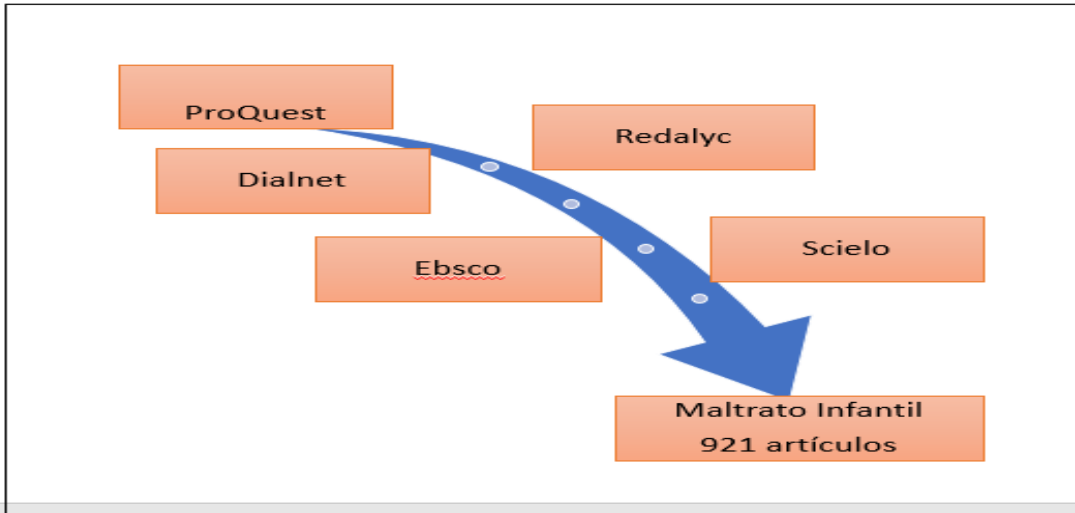 ProQuest
Redalyc
Dialnet
Scielo
Ebsco
Maltrato Infantil
921 artículos